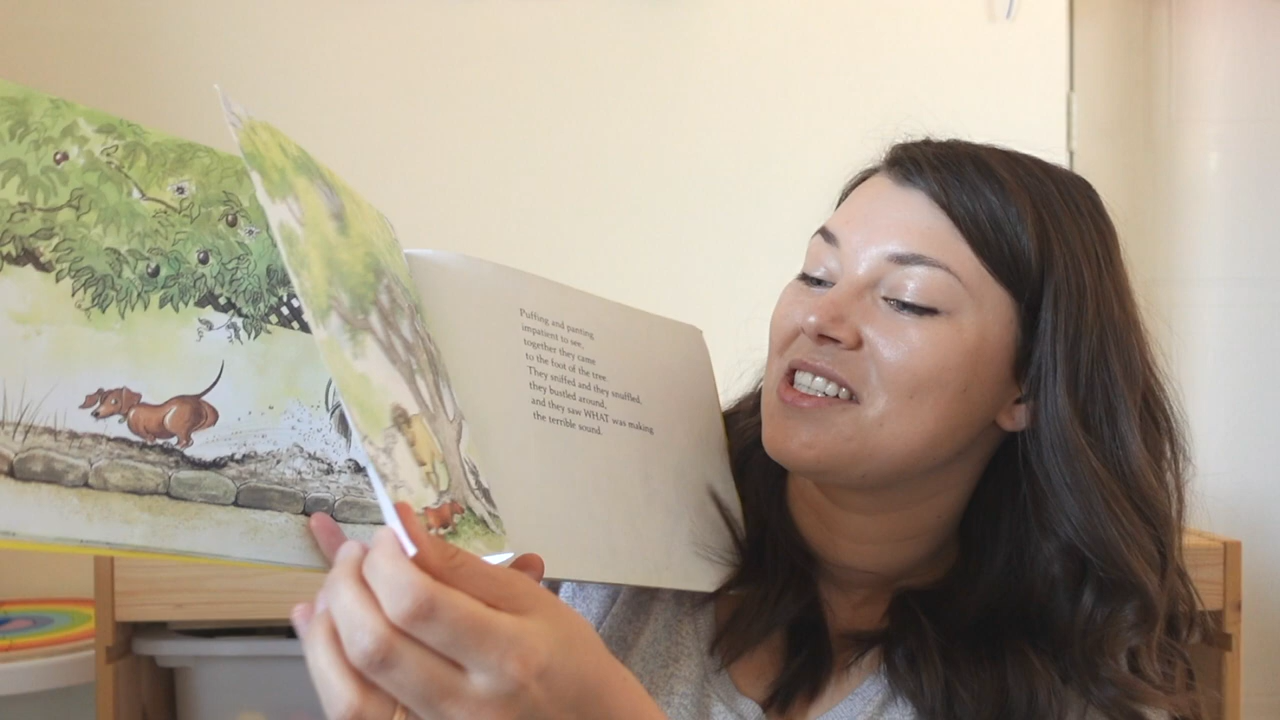 Puffing and panting,
impatient to see,
together they came
to the foot of the tree.
They sniffed and they snuffled,
they bustled around,
and they saw WHAT was making
the terrible sound.